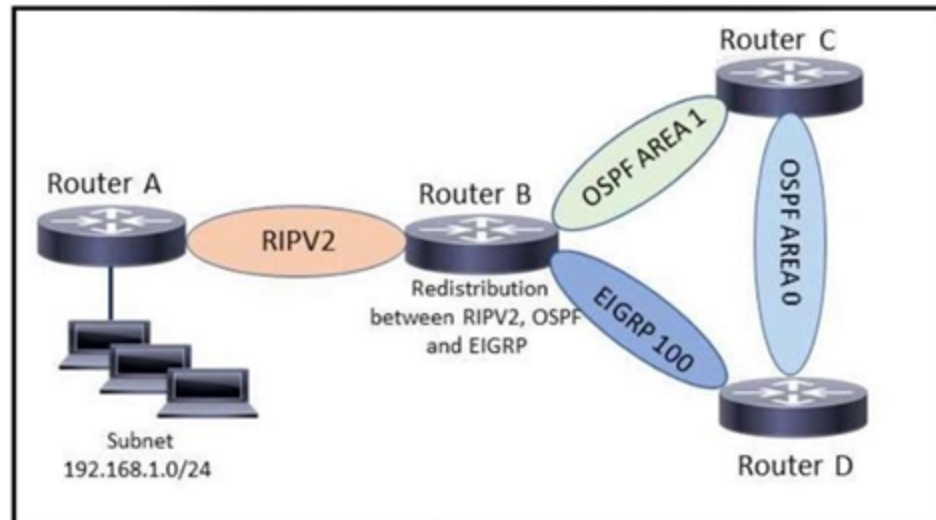 Router C
OSPF AREA 1
Router A
Router B
RIPV2
OSPF AREA 0
Redistribution
between RIPV2, OSPF
and EIGRP
EIGRP 100
Subnet
192.168.1.0/24
Router D